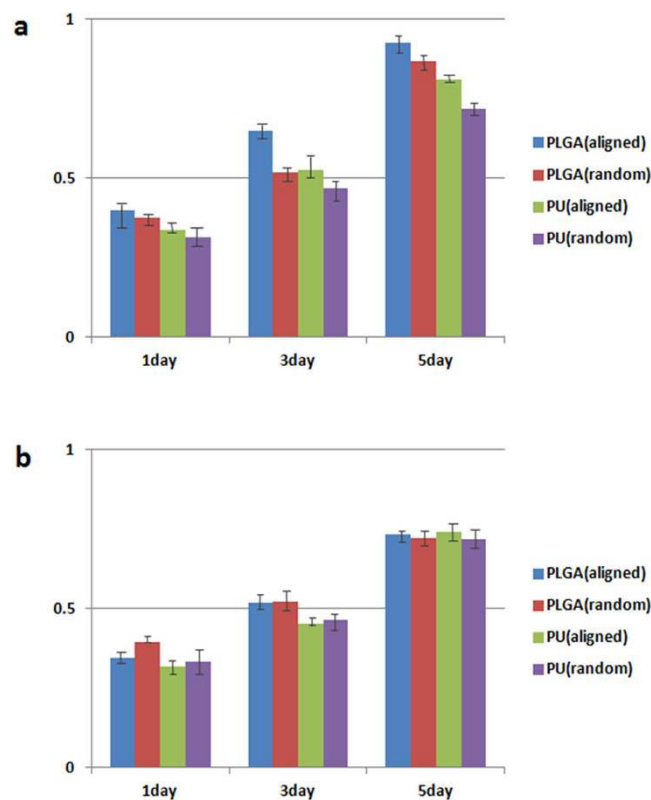 a
1
0.5
0
1day 3day 5day
PLGA(aligned)
PLGA(random)
PU(aligned)
PU(random)
b
1
0.5
0
1day 3day 5day
PLGA(aligned)
PLGA(random)
PU(aligned)
PU(random)